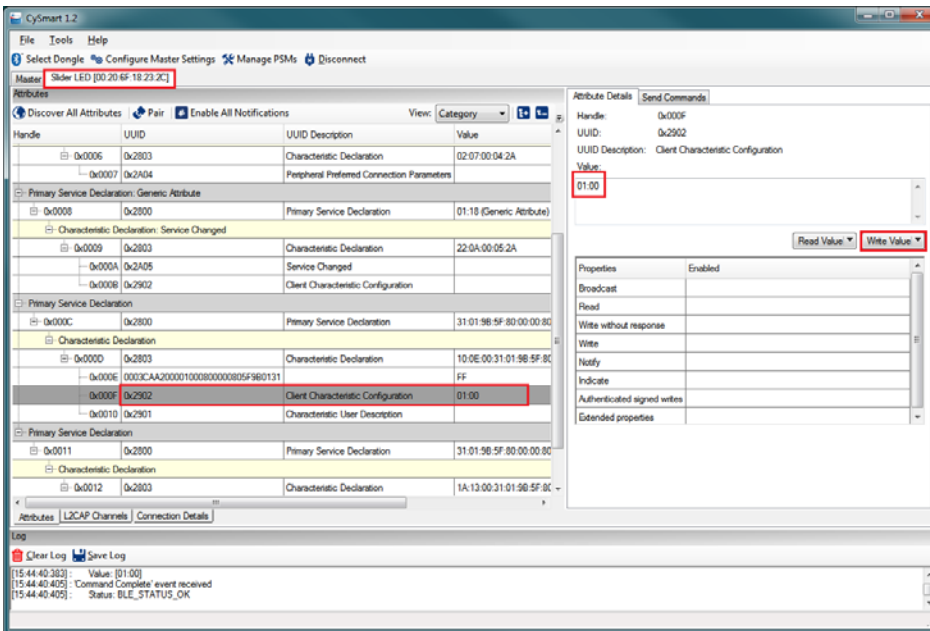 CySmart 1.2
File Tools Help
Select Dongle Configure Master Settings Manage PSMs Disconnect
Master Slider LED [00:20:6F:18:23:2C]
Attributes
Discover All Attributes Pair Enable All Notifications View: Category
Handle UUID UUID Description Value
0x0006 0x2803 Characteristic Declaration 02:07:00:04:2A
0x0007 0x2A04 Peripheral Preferred Connection Parameters
Primary Service Declaration: Generic Attribute
0x0008 0x2800 Primary Service Declaration 01:18 (Generic Attribute)
Characteristic Declaration: Service Changed
0x0009 0x2803 Characteristic Declaration 22:0A:00:05:2A
0x000A 0x2A05 Service Changed
0x000B 0x2902 Client Characteristic Configuration
Primary Service Declaration
0x000C 0x2800 Primary Service Declaration 31:01:9B:5F:80:00:00:80
Characteristic Declaration
0x000D 0x2803 Characteristic Declaration 10:0E:00:31:01:9B:5F:80
0x000E 0003CAA200001000800000805F9B0131 FF
0x000F 0x2902 Client Characteristic Configuration 01:00
0x0010 0x2901 Characteristic User Description
Primary Service Declaration
0x0011 0x2800 Primary Service Declaration 31:01:9B:5F:80:00:00:80
Characteristic Declaration
0x0012 0x2803 Characteristic Declaration 1A:13:00:31:01:9B:5F:80
Attributes L2CAP Channels Connection Details
Attribute Details Send Commands
Handle: 0x000F
UUID: 0x2902
UUID Description: Client Characteristic Configuration
Value:
01:00
Read Value Write Value
Properties Enabled
Broadcast
Read
Write without response
Write
Notify
Indicate
Authenticated signed writes
Extended properties
Log
Clear Log Save Log
[15:44:40:383] : Value: [01:00]
[15:44:40:405] : 'Command Complete' event received
[15:44:40:405] : Status: BLE_STATUS_OK